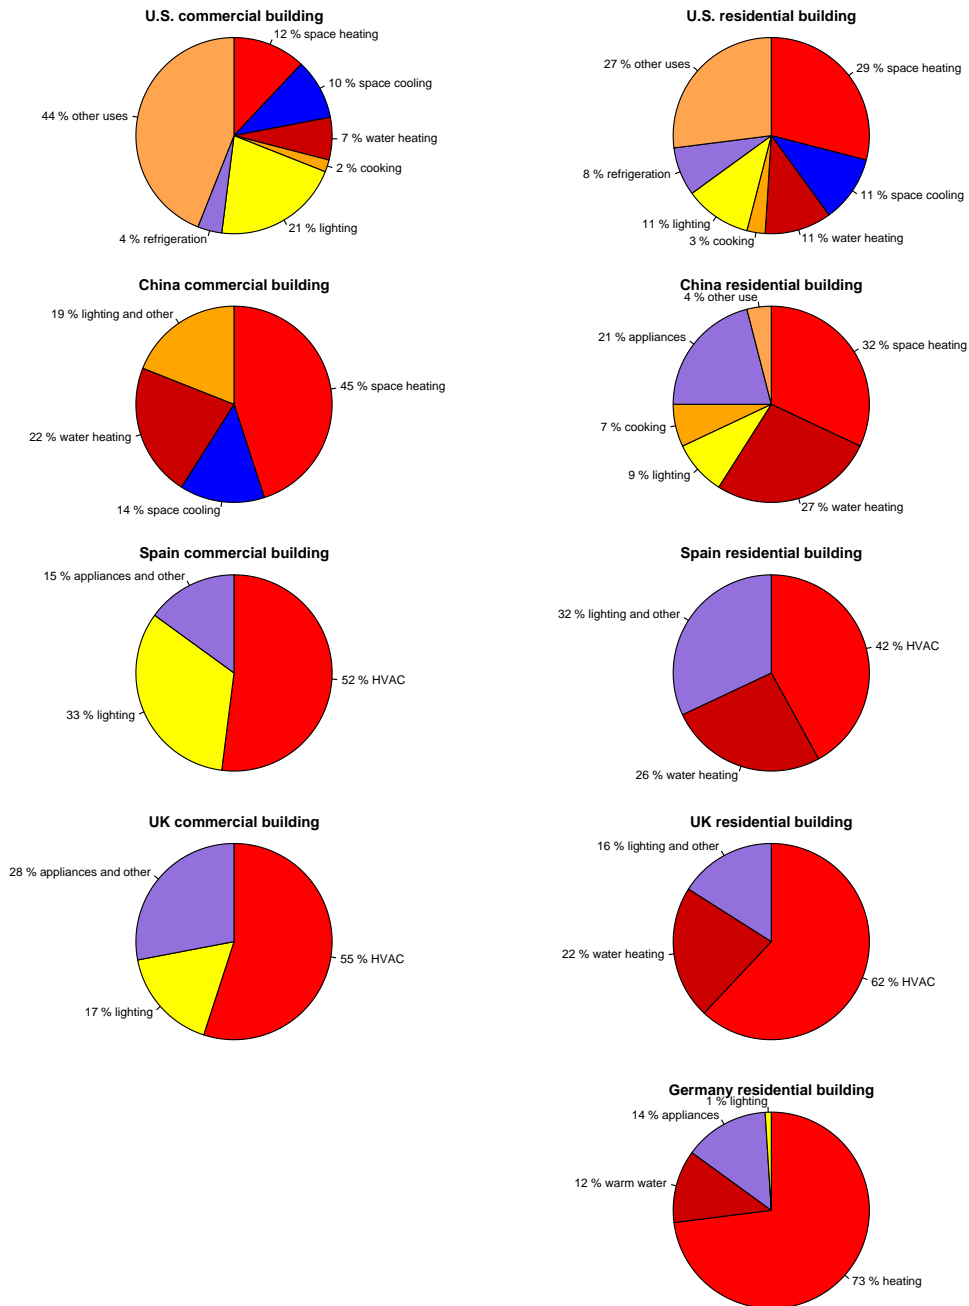 U.S. commercial building
12 % space heating
10 % space cooling
44 % other uses
7 % water heating
2 % cooking
21 % lighting
4 % refrigeration
U.S. residential building
27 % other uses
29 % space heating
8 % refrigeration
11 % space cooling
11 % lighting
3 % cooking
11 % water heating
China commercial building
19 % lighting and other
45 % space heating
22 % water heating
14 % space cooling
China residential building
4 % other use
21 % appliances
32 % space heating
7 % cooking
9 % lighting
27 % water heating
Spain commercial building
15 % appliances and other
52 % HVAC
33 % lighting
Spain residential building
32 % lighting and other
42 % HVAC
26 % water heating
UK commercial building
28 % appliances and other
55 % HVAC
17 % lighting
UK residential building
16 % lighting and other
22 % water heating
62 % HVAC
Germany residential building
1 % lighting
14 % appliances
12 % warm water
73 % heating